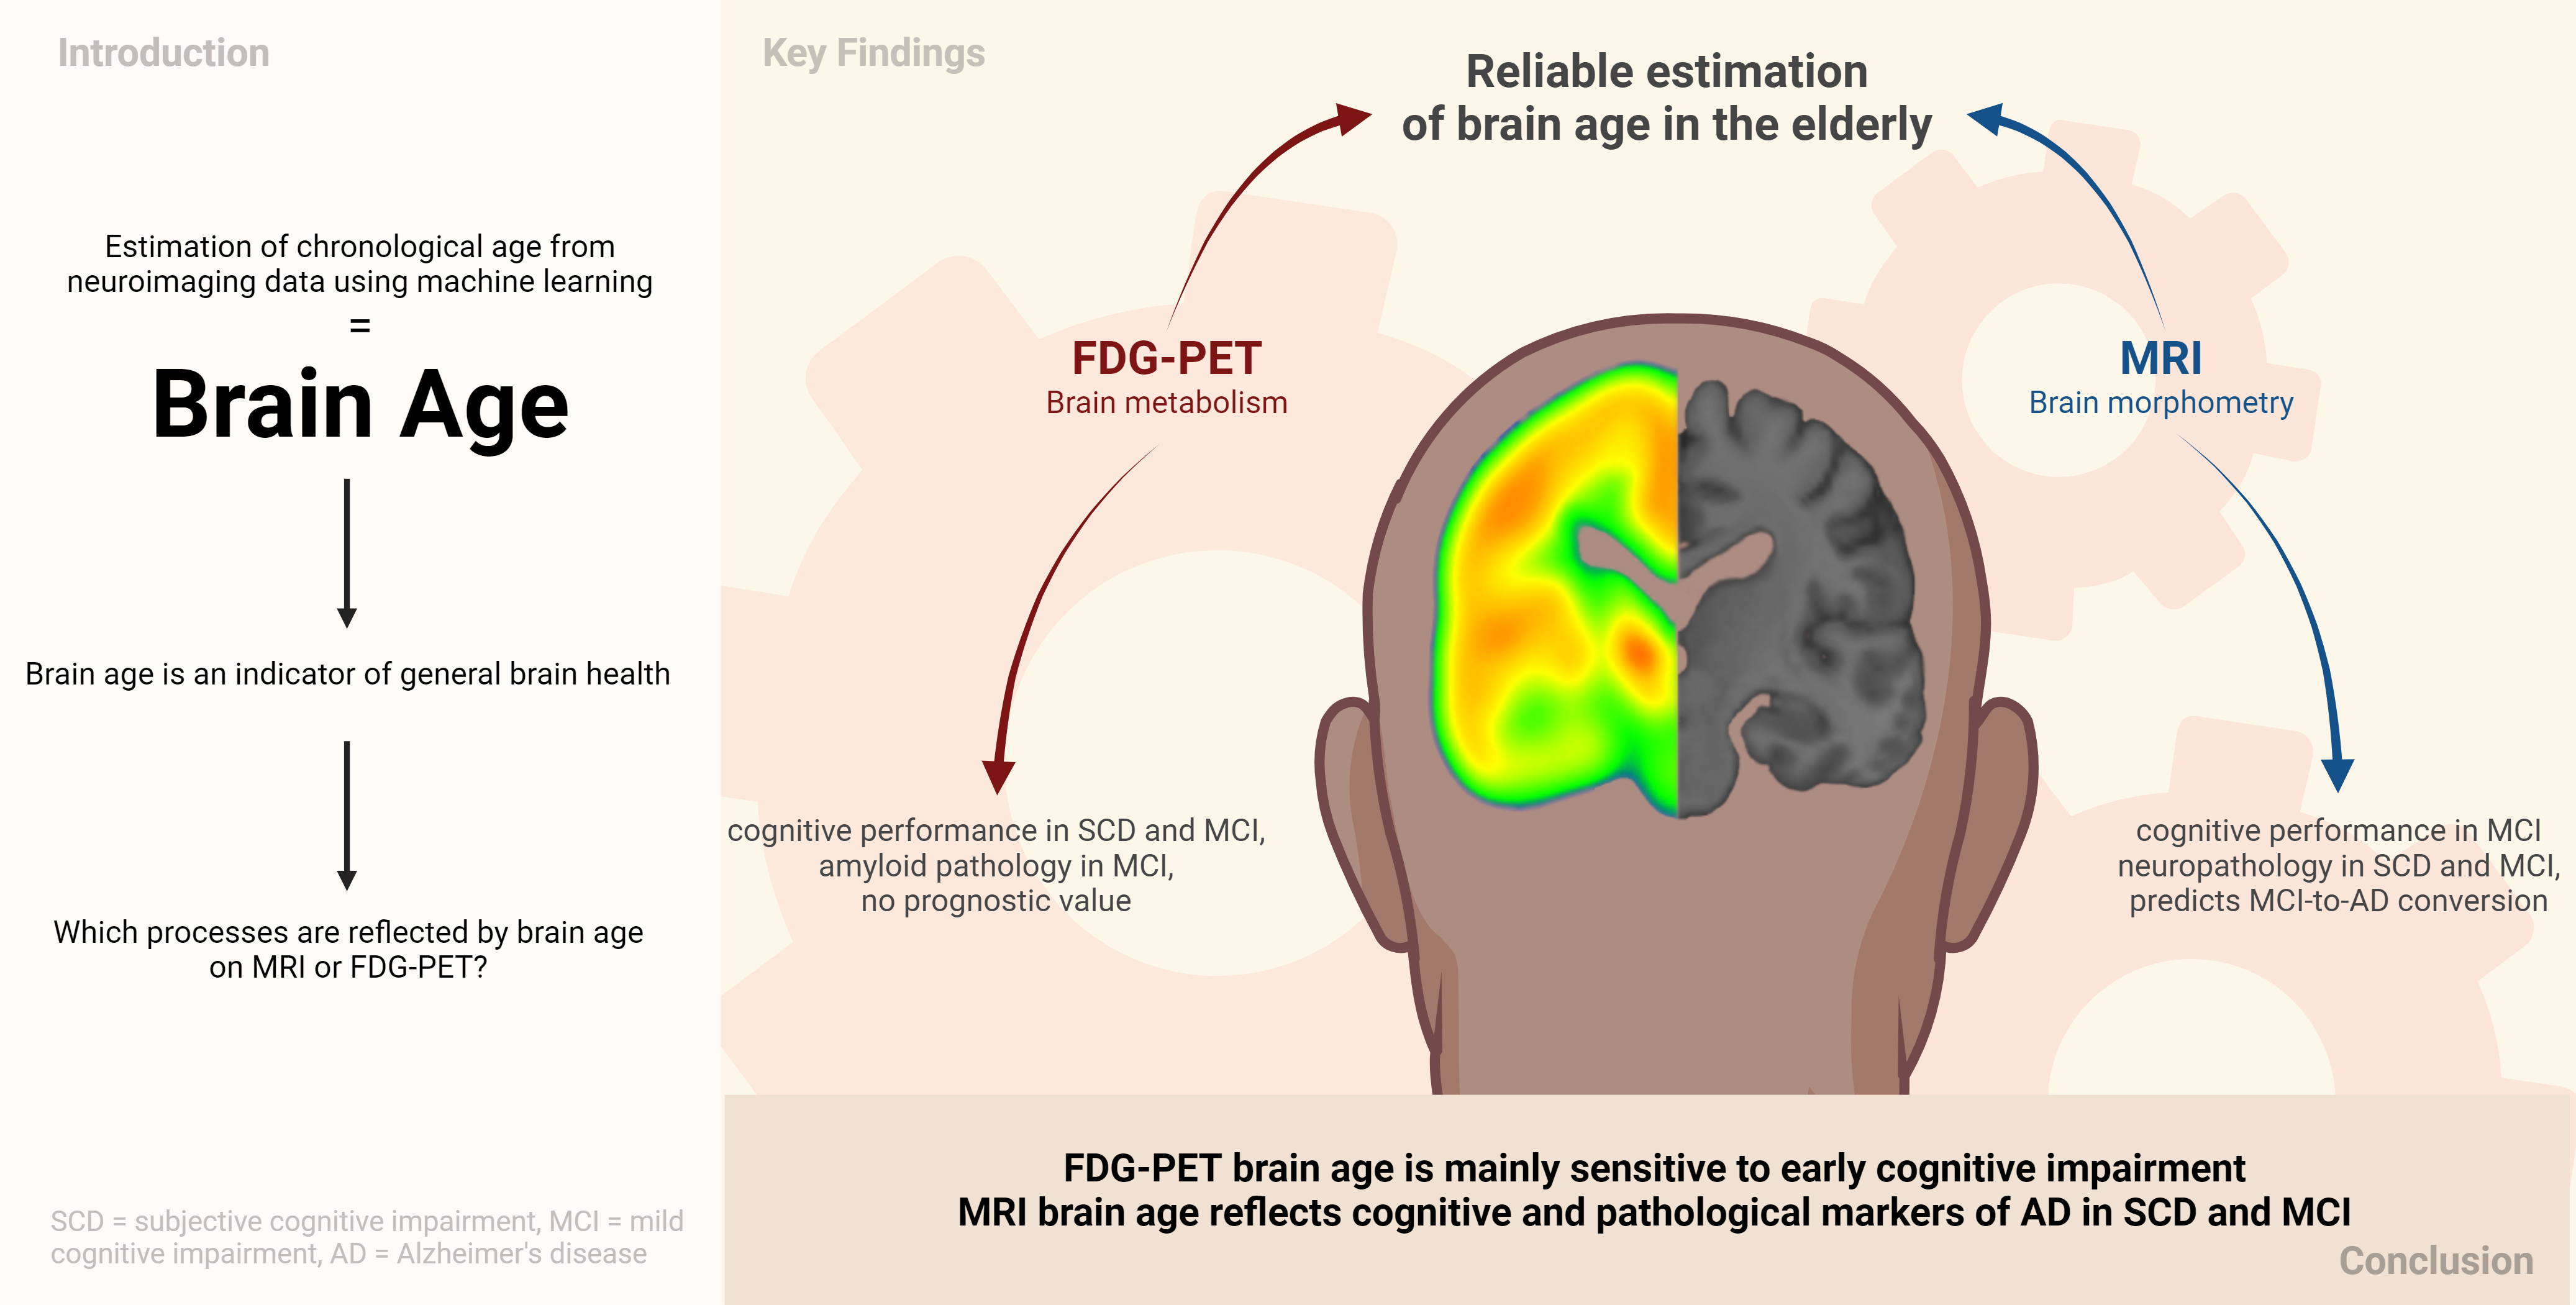 Introduction
Estimation of chronological age from
neuroimaging data using machine learning
=
Brain Age
Brain age is an indicator of general brain health
Which processes are reflected by brain age
on MRI or FDG-PET?
SCD = subjective cognitive impairment, MCI = mild
cognitive impairment, AD = Alzheimer's disease
Key Findings
Reliable estimation
of brain age in the elderly
FDG-PET
Brain metabolism
MRI
Brain morphometry
cognitive performance in SCD and MCI,
amyloid pathology in MCI,
no prognostic value
cognitive performance in MCI
neuropathology in SCD and MCI,
predicts MCI-to-AD conversion
FDG-PET brain age is mainly sensitive to early cognitive impairment
MRI brain age reflects cognitive and pathological markers of AD in SCD and MCI
Conclusion